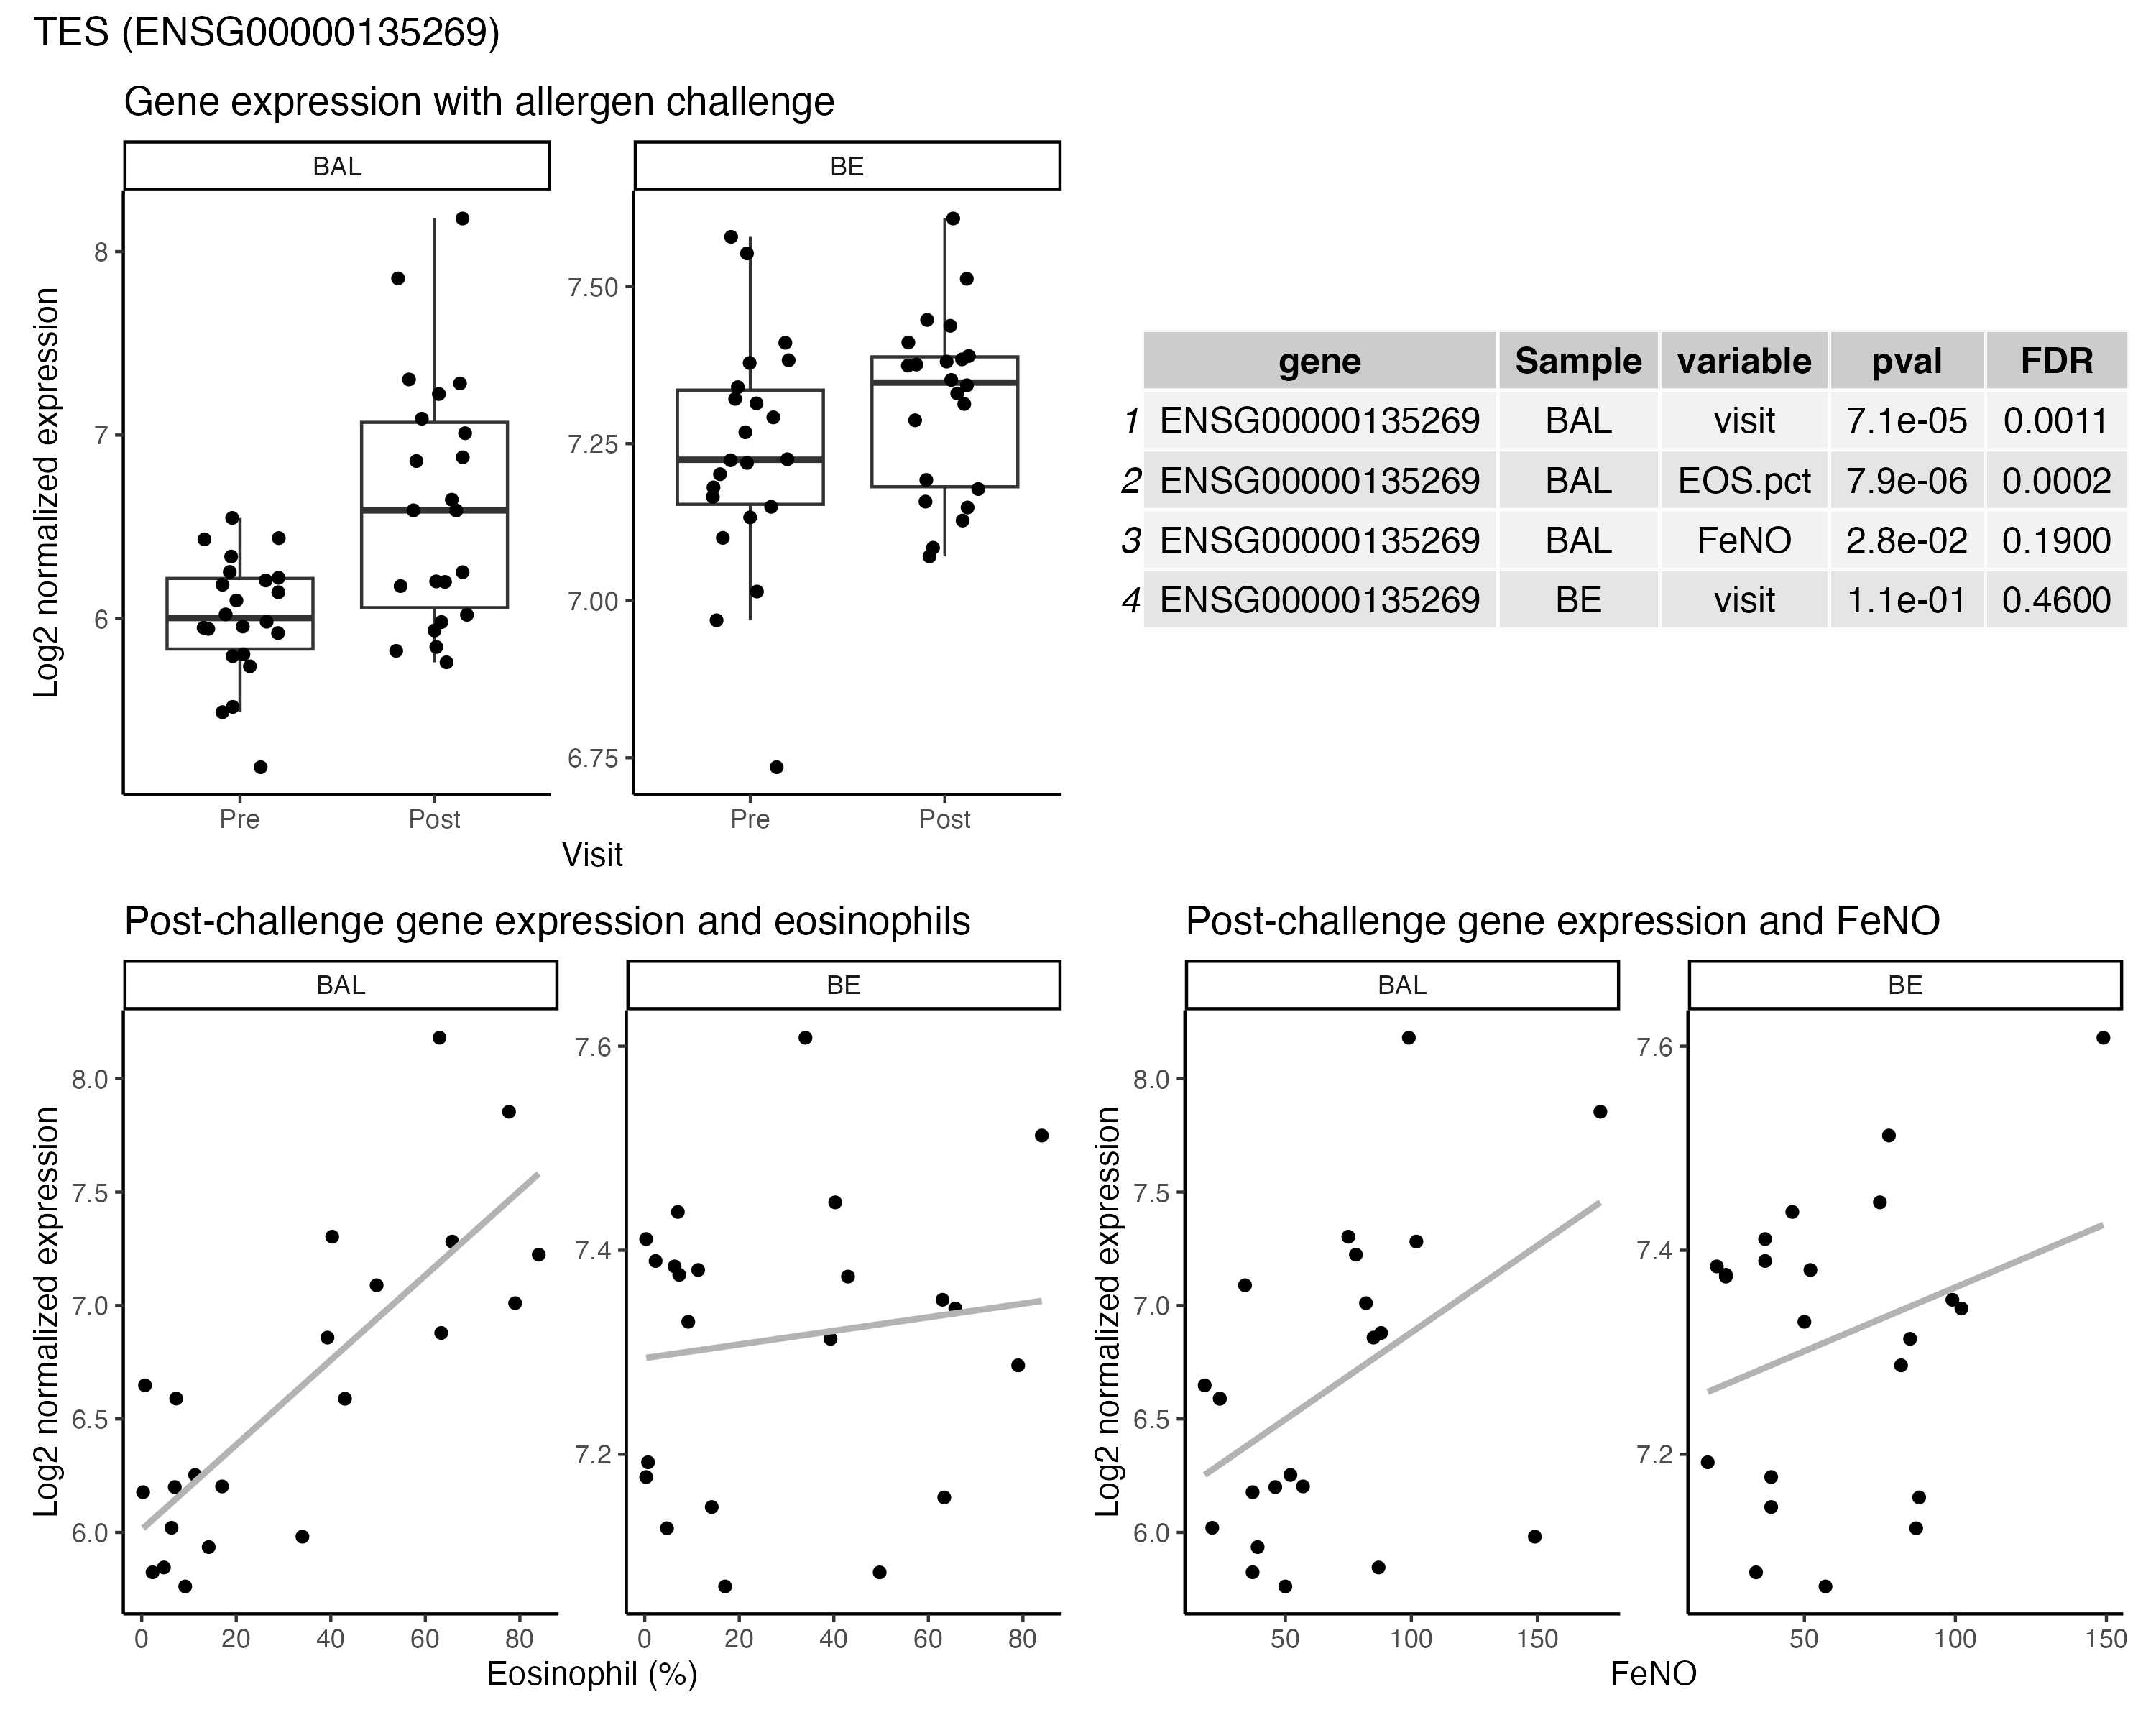 TES (ENSG00000135269)
Gene expression with allergen challenge
BAL
BE
Log2 normalized expression
8
7
6
7.50
7.25
7.00
6.75
Pre
Post
Pre
Post
Visit
gene Sample variable pval FDR
1 ENSG00000135269 BAL visit 7.1e-05 0.0011
2 ENSG00000135269 BAL EOS.pct 7.9e-06 0.0002
3 ENSG00000135269 BAL FeNO 2.8e-02 0.1900
4 ENSG00000135269 BE visit 1.1e-01 0.4600
Post-challenge gene expression and eosinophils
BAL
BE
Log2 normalized expression
8.0
7.5
7.0
6.5
6.0
7.6
7.4
7.2
0 20 40 60 80
0 20 40 60 80
Eosinophil (%)
Post-challenge gene expression and FeNO
BAL
BE
Log2 normalized expression
8.0
7.5
7.0
6.5
6.0
7.6
7.4
7.2
50 100 150
50 100 150
FeNO